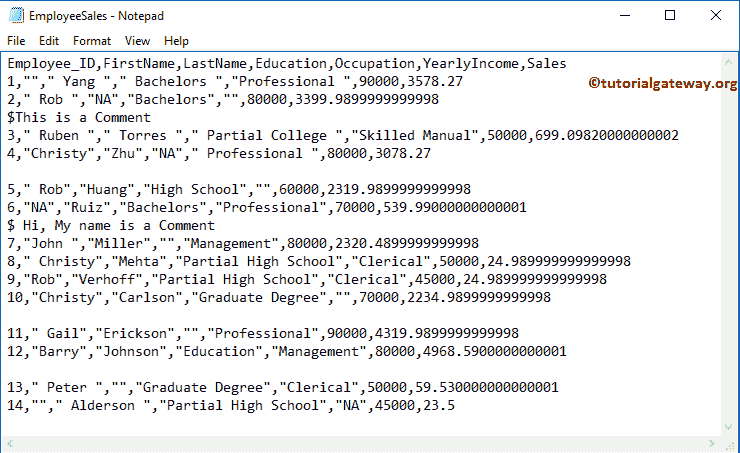 EmployeeSales - Notepad
File Edit Format View Help
Employee_ID,FirstName,LastName,Education,Occupation,YearlyIncome,Sales
1,""," Yang "," Bachelors ","Professional ",90000,3578.27
©tutorialgateway.org
2," Rob ","NA","Bachelors","",80000,3399.9899999999998
$This is a Comment
3," Ruben "," Torres "," Partial College ","Skilled Manual",50000,699.09820000000002
4,"Christy","Zhu","NA"," Professional ",80000,3078.27
5," Rob","Huang","High School","",60000,2319.9899999999998
6,"NA","Ruiz","Bachelors","Professional",70000,539.99000000000001
$ Hi, My name is a Comment
7,"John ","Miller","","Management",80000,2320.4899999999998
8," Christy","Mehta","Partial High School","Clerical",50000,24.989999999999998
9,"Rob","Verhoff","Partial High School","Clerical",45000,24.989999999999998
10,"Christy","Carlson","Graduate Degree","",70000,2234.9899999999998
11," Gail","Erickson","","Professional",90000,4319.9899999999998
12,"Barry","Johnson","Education","Management",80000,4968.5900000000001
13," Peter ","","Graduate Degree","Clerical",50000,59.530000000000001
14,""," Alderson ","Partial High School","NA",45000,23.5